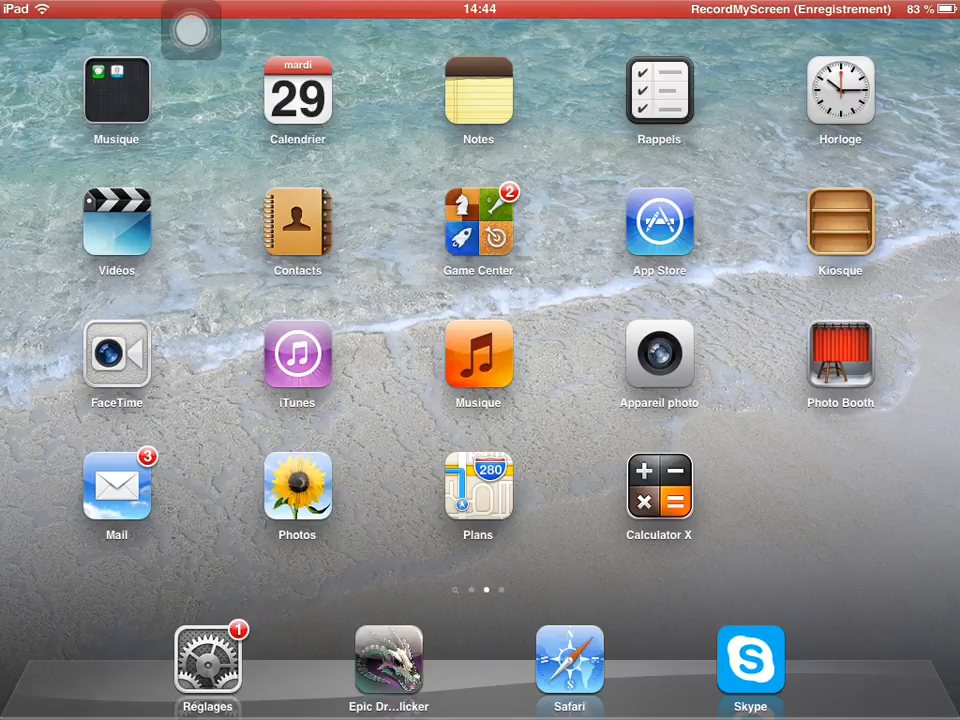 iPad 14:44 RecordMyScreen (Enregistrement) 83 %
mardi
29
Musique Calendrier Notes Rappels Horloge
2
Vidéos Contacts Game Center App Store Kiosque
FaceTime iTunes Musique Appareil photo Photo Booth
3
280
Mail Photos Plans Calculator X
1
Réglages Epic Dr...licker Safari Skype